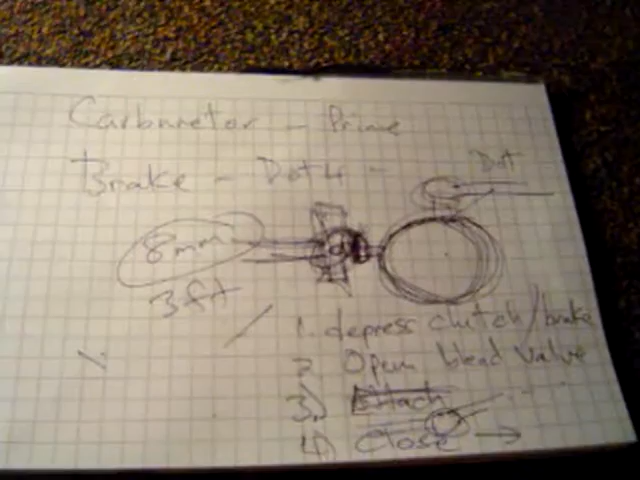 Carburetor - Prime
Brake - Dot 4 -
Dot
8mm
3ft
1. depress clutch/brake
2 Open blead valve
3) Attach
4) Close →